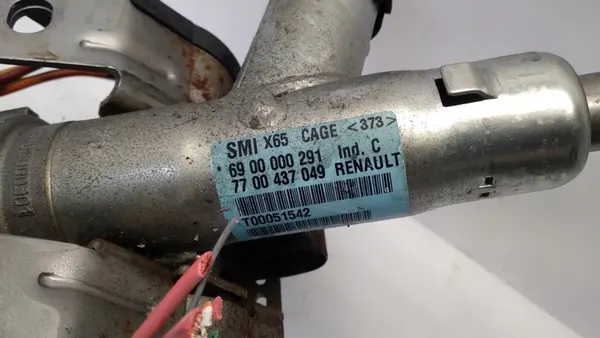 SMI X65 CAGE <373>
69 00 000 291 Ind. C
77 00 437 049 RENAULT
T00051542